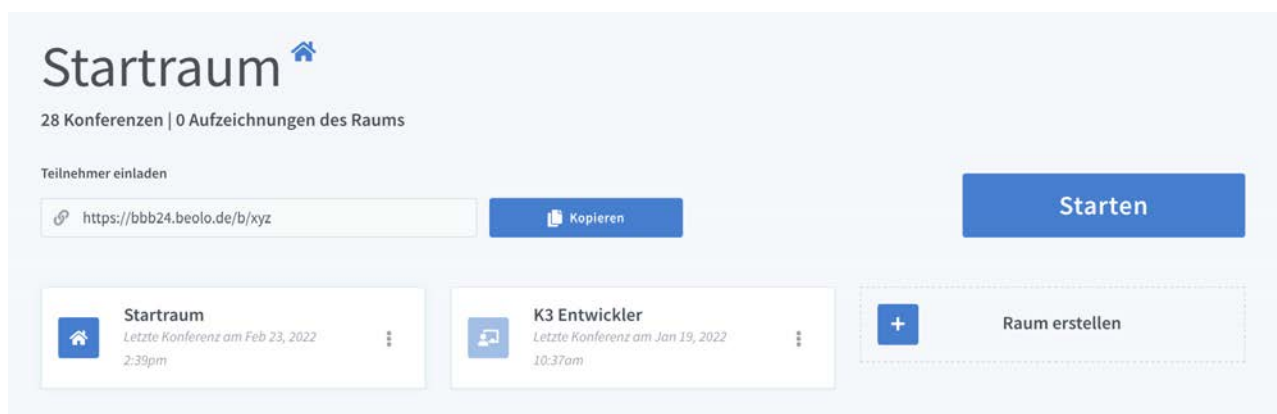 Startraum
28 Konferenzen | 0 Aufzeichnungen des Raums
Teilnehmer einladen
https://bbb24.beolo.de/b/xyz
Kopieren
Starten
Startraum
Letzte Konferenz am Feb 23, 2022
2:39pm
K3 Entwickler
Letzte Konferenz am Jan 19, 2022
10:37am
Raum erstellen